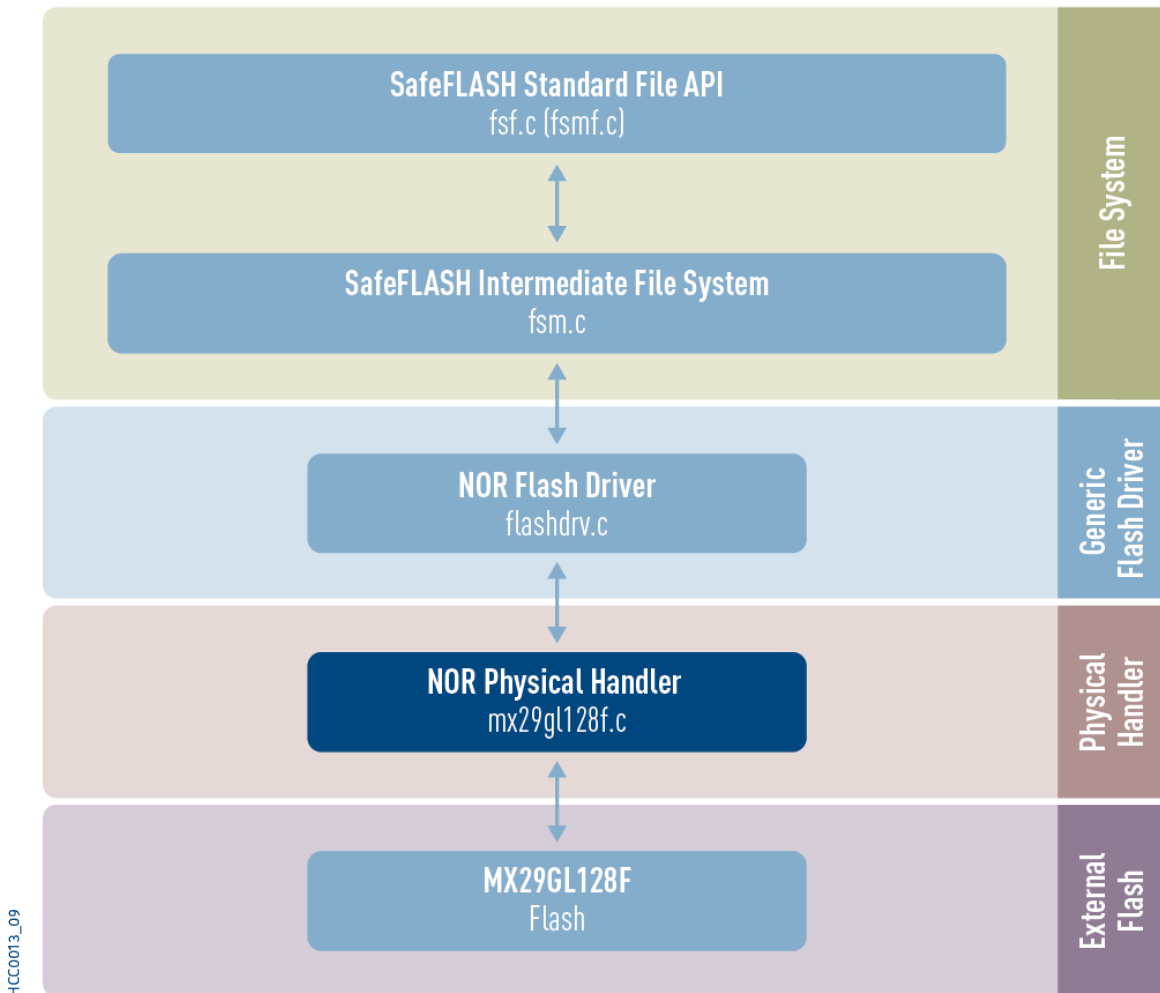 SafeFLASH Standard File API
fsf.c (fsmf.c)
File System
SafeFLASH Intermediate File System
fsm.c
NOR Flash Driver
flashdrv.c
Generic
Flash Driver
NOR Physical Handler
mx29gl128f.c
Physical
Handler
MX29GL128F
Flash
External
Flash
HCC0013_09